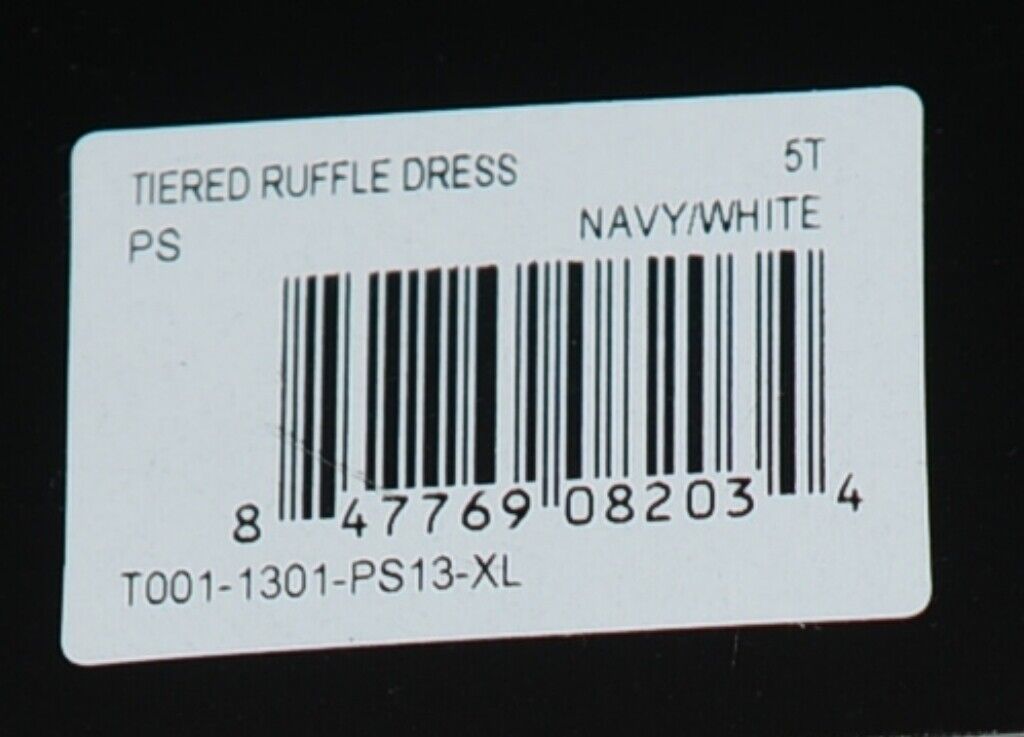 TIERED RUFFLE DRESS 5T
PS NAVY/WHITE
8 47769 08203 4
T001-1301-PS13-XL